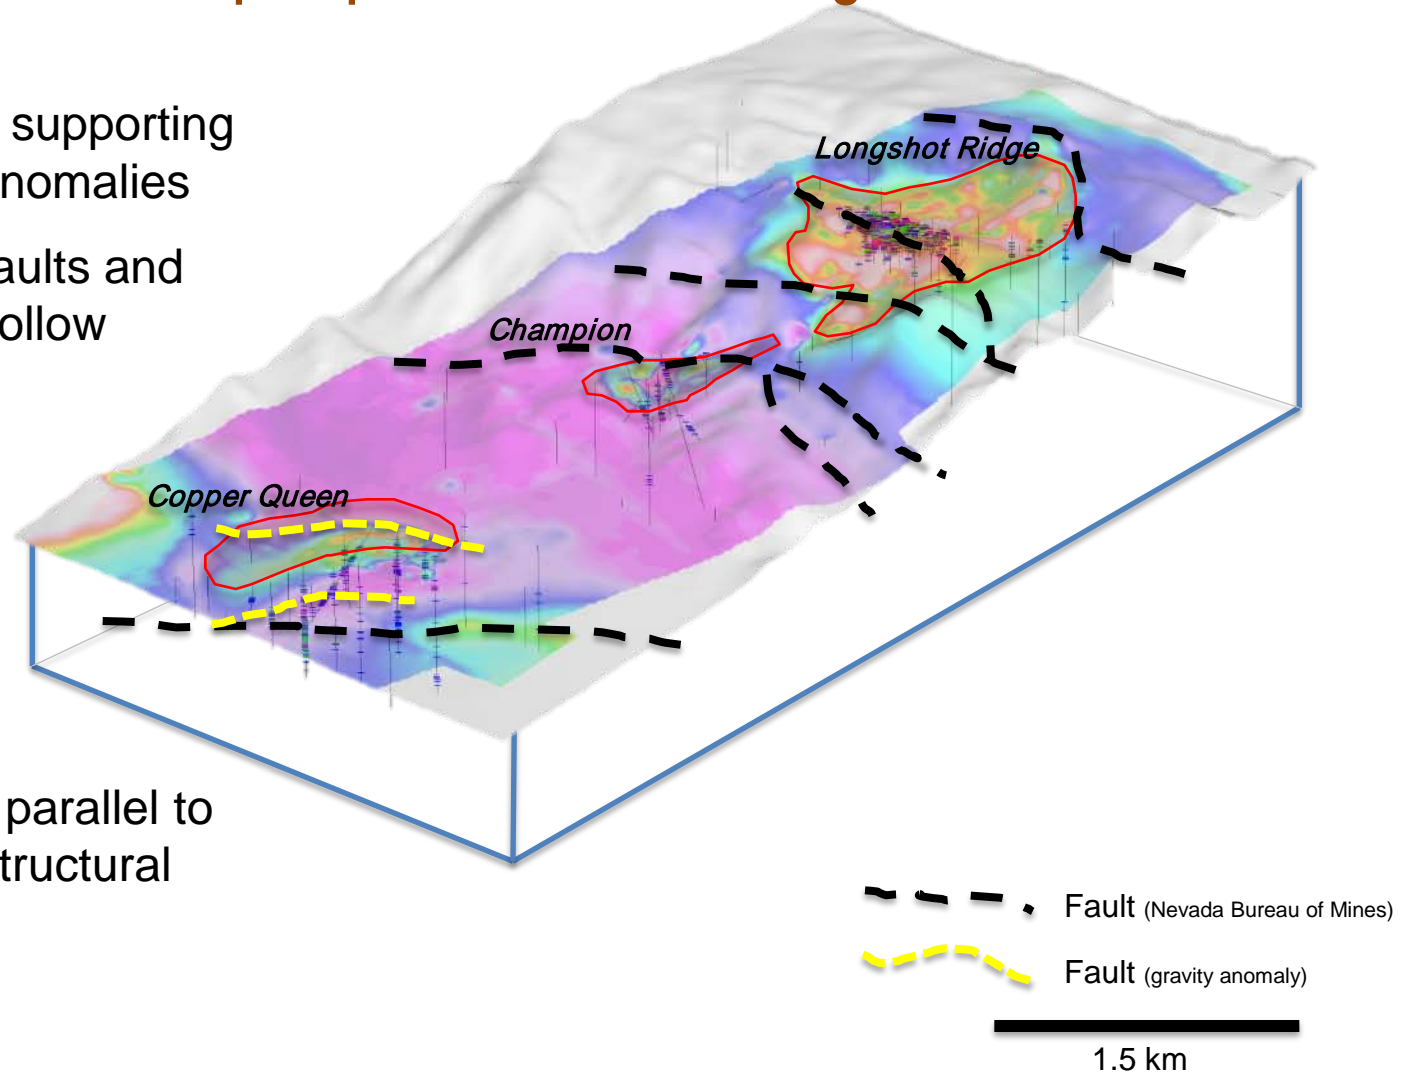 supporting
nomalies
aults and
ollow
Longshot Ridge
Champion
Copper Queen
parallel to
tructural
Fault (Nevada Bureau of Mines)
Fault (gravity anomaly)
1.5 km